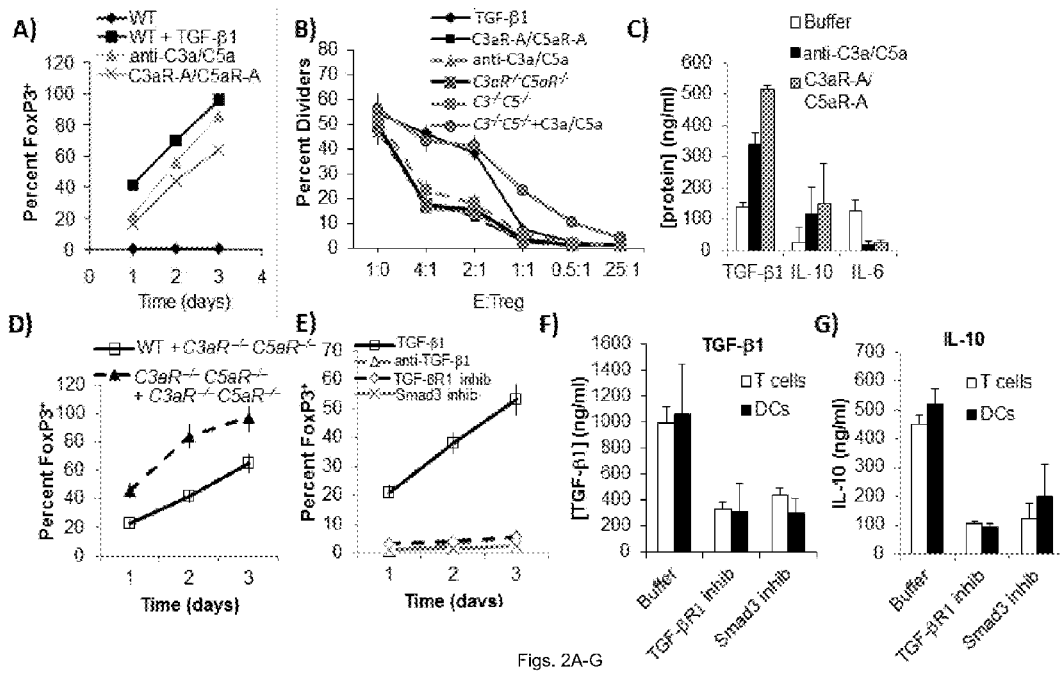 A)
WT
WT + TGF-β1
anti-C3a/C5a
C3aR-A/C5aR-A
Percent FoxP3⁺
120
100
80
60
40
20
0
0 1 2 3 4
Time (days)
B)
TGF-β1
C3aR-A/C5aR-A
anti-C3a/C5a
C3aR⁻/⁻C5aR⁻/⁻
C3⁻/⁻C5⁻/⁻
C3⁻/⁻C5⁻/⁻+C3a/C5a
Percent Dividers
100
90
80
70
60
50
40
30
20
10
0
1:0 4:1 2:1 1:1 0.5:1 .25:1
E:Treg
C)
Buffer
anti-C3a/C5a
C3aR-A/
C5aR-A
[protein] (ng/ml)
600
500
400
300
200
100
0
TGF-β1 IL-10 IL-6
D)
WT + C3aR⁻/⁻ C5aR⁻/⁻
C3aR⁻/⁻ C5aR⁻/⁻
+ C3aR⁻/⁻ C5aR⁻/⁻
Percent FoxP3⁺
120
100
80
60
40
20
0
1 2 3
Time (days)
E)
TGF-β1
anti-TGF-β1
TGF-βR1 inhib
Smad3 inhib
Percent FoxP3⁺
70
60
50
40
30
20
10
0
1 2 3
Time (days)
F)
TGF-β1
T cells
DCs
[TGF-β1] (ng/ml)
1600
1400
1200
1000
800
600
400
200
0
Buffer
TGF-βR1 inhib
Smad3 inhib
G)
IL-10
T cells
DCs
IL-10 (ng/ml)
700
600
500
400
300
200
100
0
Buffer
TGF-βR1 inhib
Smad3 inhib
Figs. 2A-G